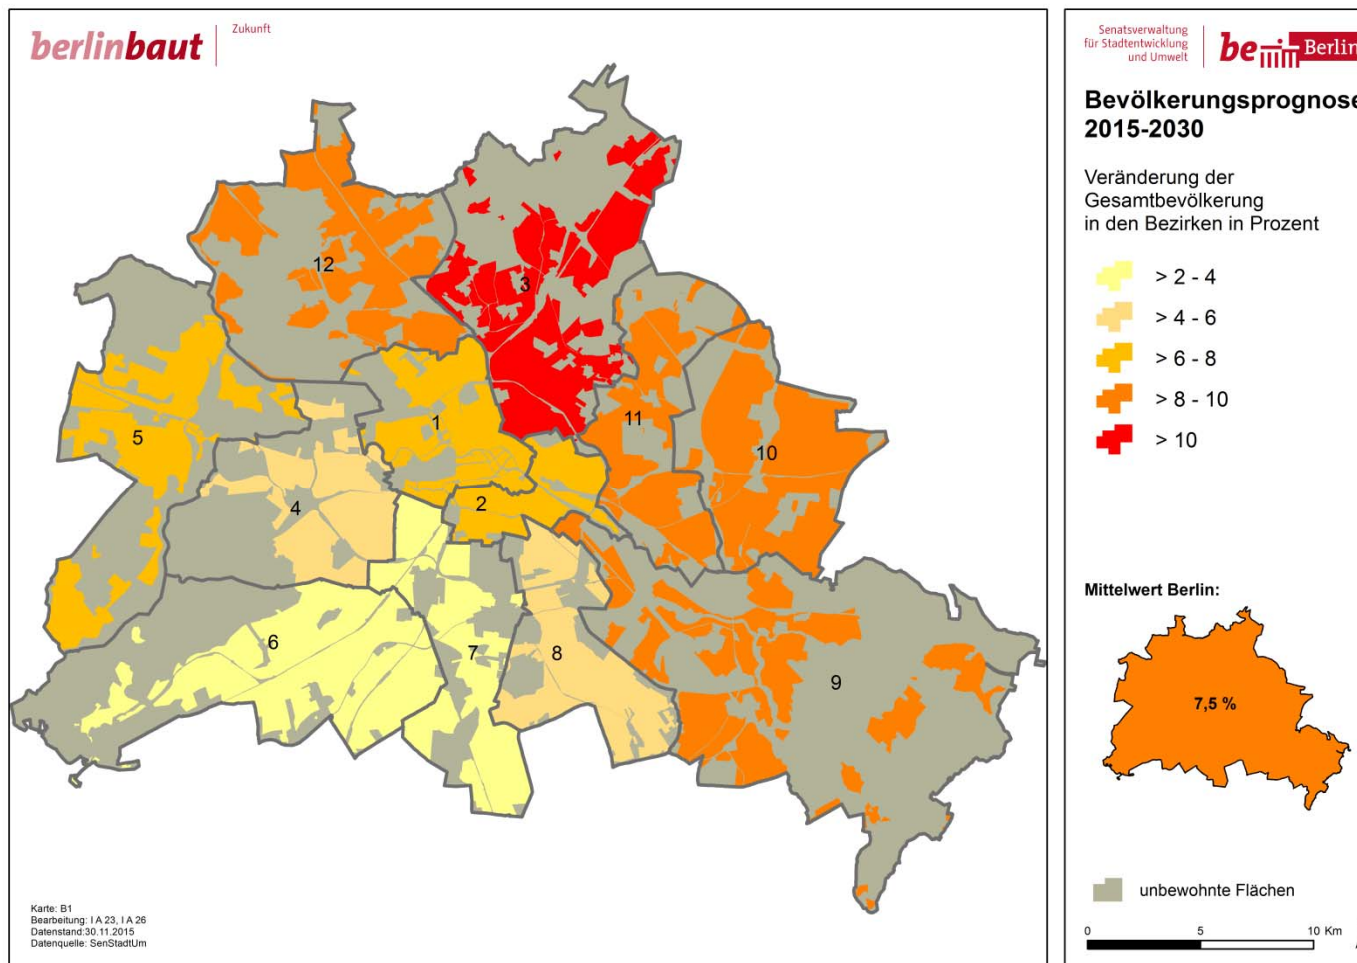 berlinbaut
Zukunft
12
3
5
1
11
10
2
4
6
7
8
9
Karte: B1
Bearbeitung: I A 23, I A 26
Datenstand:30.11.2015
Datenquelle: SenStadtUm
Senatsverwaltung
für Stadtentwicklung
und Umwelt
be Berlin
Bevölkerungsprognose
2015-2030
Veränderung der
Gesamtbevölkerung
in den Bezirken in Prozent
> 2 - 4
> 4 - 6
> 6 - 8
> 8 - 10
> 10
Mittelwert Berlin:
7,5 %
unbewohnte Flächen
0 5 10 Km